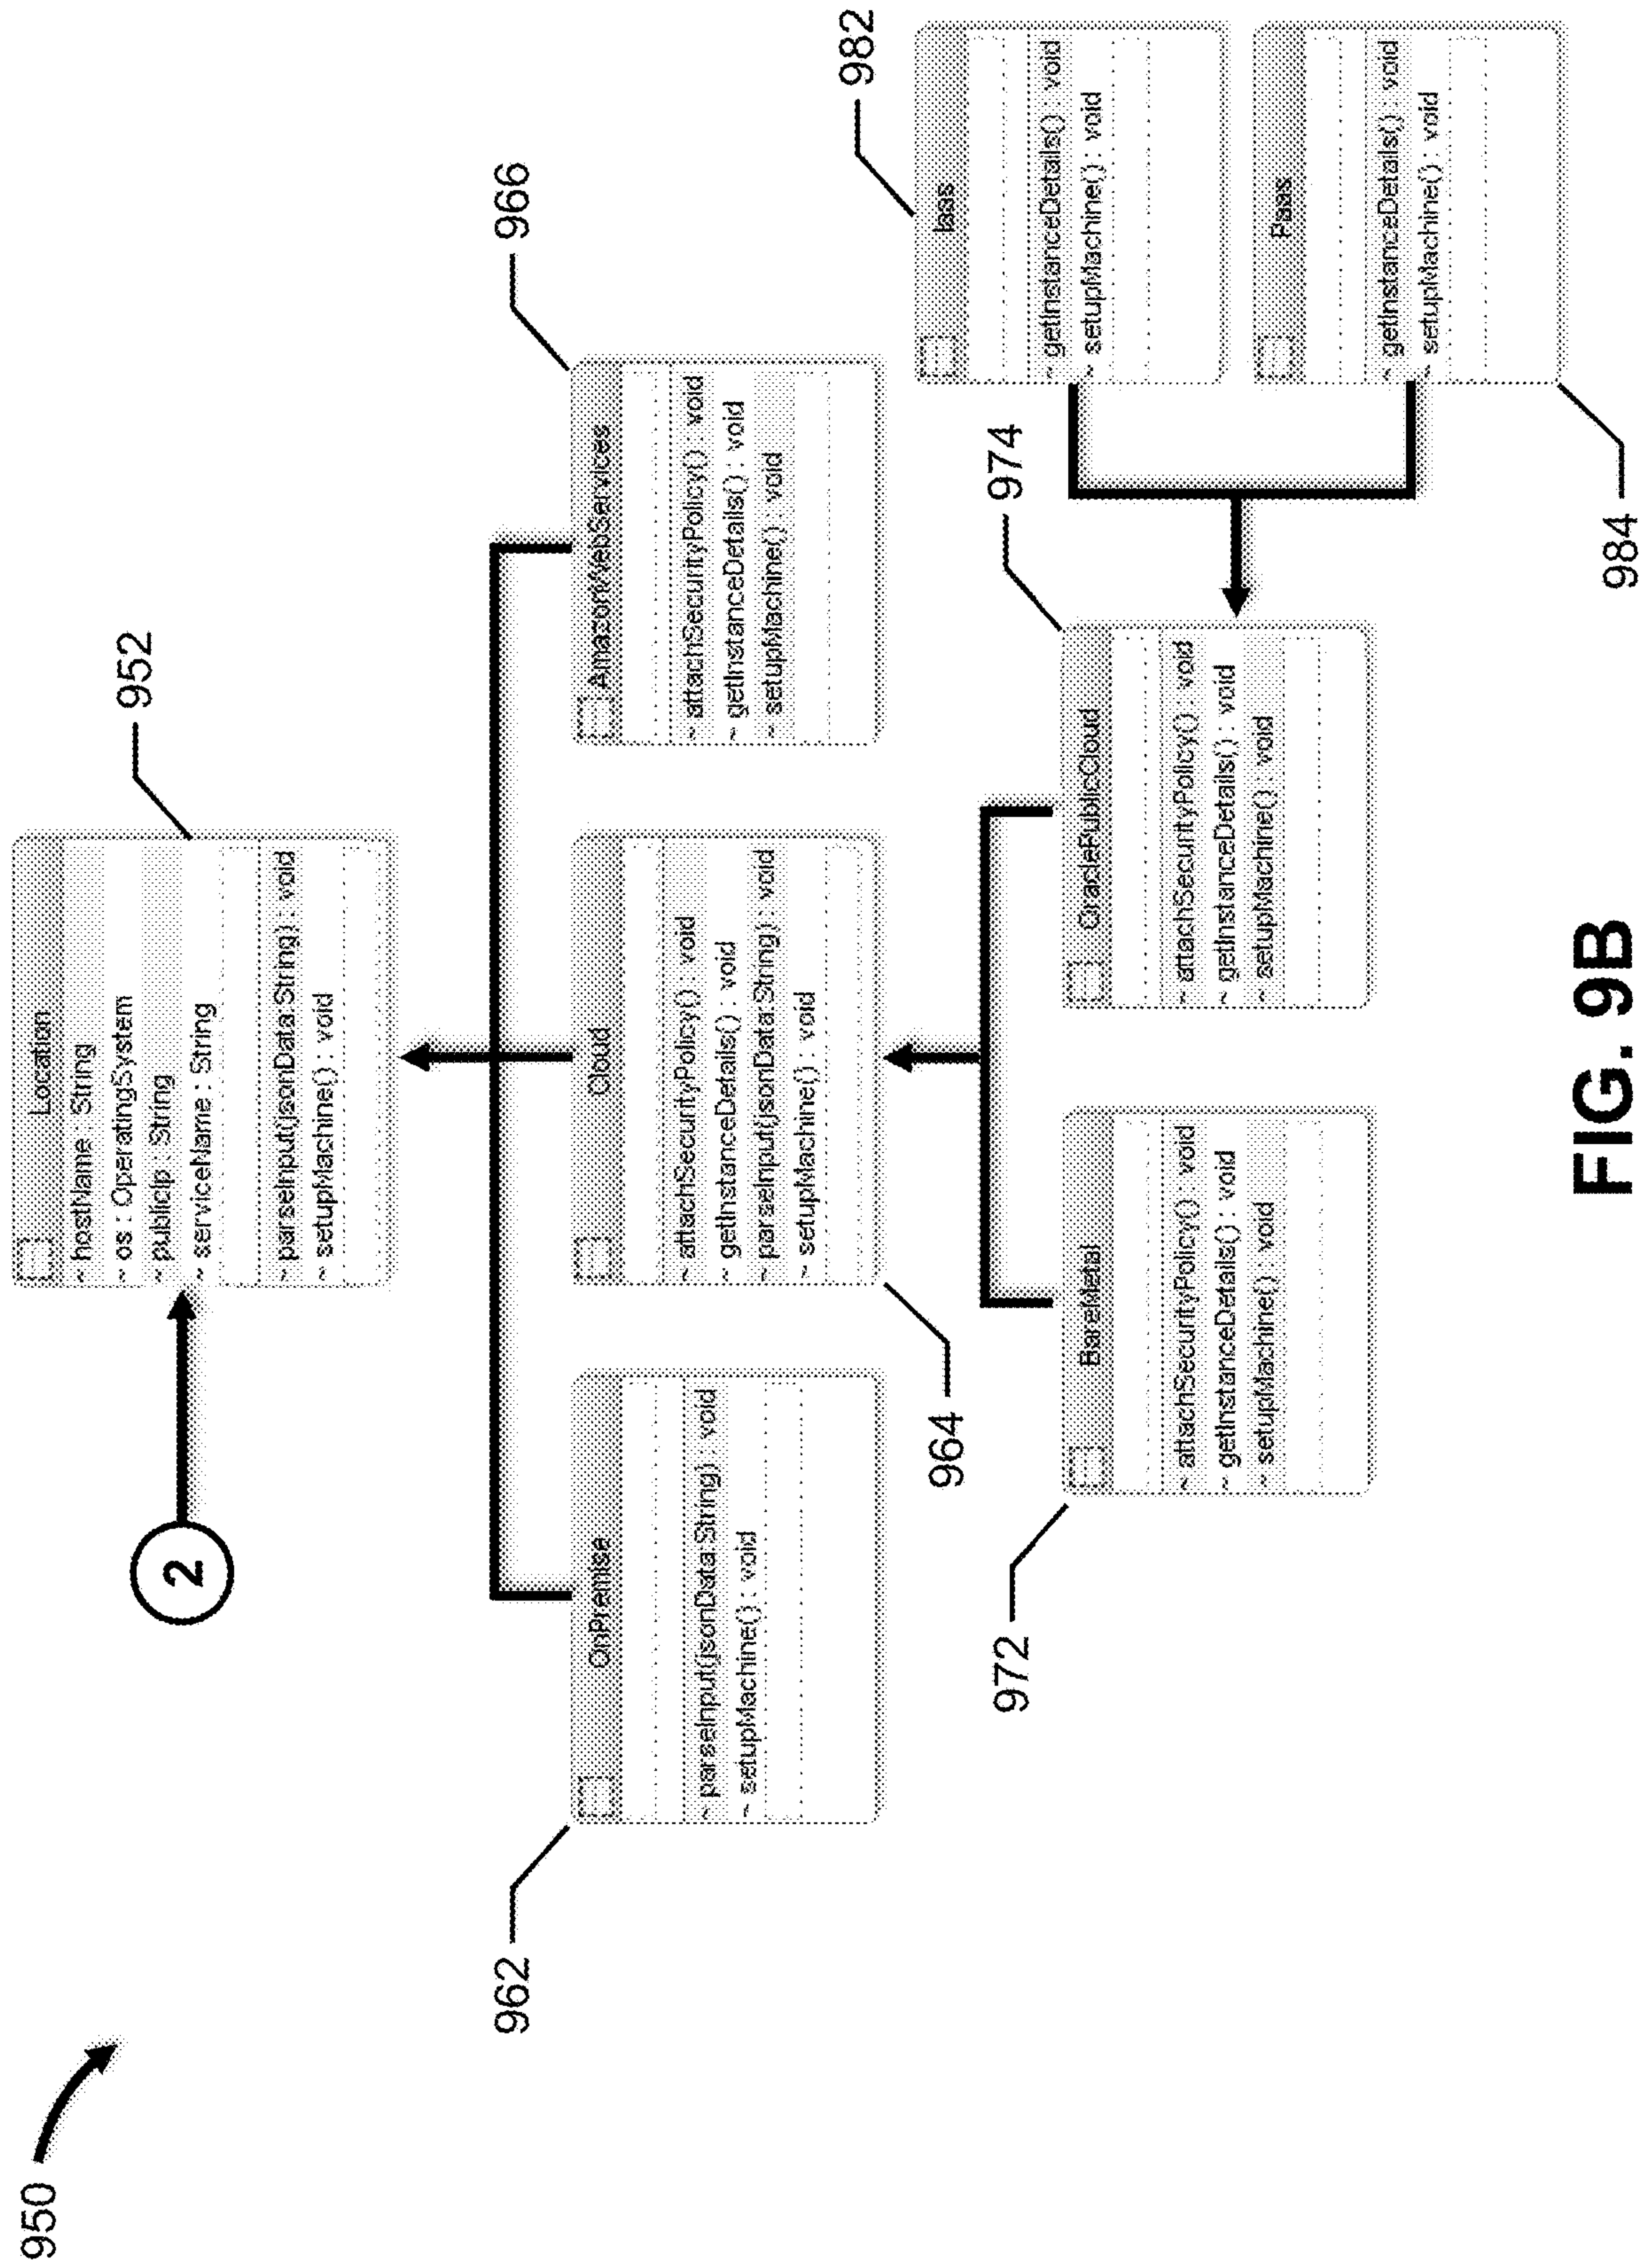 950
2
Location
~ hostName : String
~ os : OperatingSystem
~ publicIp : String
~ serviceName : String
~ parseInput(jsonData:String) : void
~ setupMachine() : void
952
962
OnPremise
~ parseInput(jsonData:String) : void
~ setupMachine() : void
Cloud
~ attachSecurityPolicy() : void
~ getInstanceDetails() : void
~ parseInput(jsonData:String) : void
~ setupMachine() : void
964
AmazonWebServices
~ attachSecurityPolicy() : void
~ getInstanceDetails() : void
~ setupMachine() : void
966
972
BareMetal
~ attachSecurityPolicy() : void
~ getInstanceDetails() : void
~ setupMachine() : void
OraclePublicCloud
~ attachSecurityPolicy() : void
~ getInstanceDetails() : void
~ setupMachine() : void
974
Iaas
~ getInstanceDetails() : void
~ setupMachine() : void
982
Paas
~ getInstanceDetails() : void
~ setupMachine() : void
984
FIG. 9B